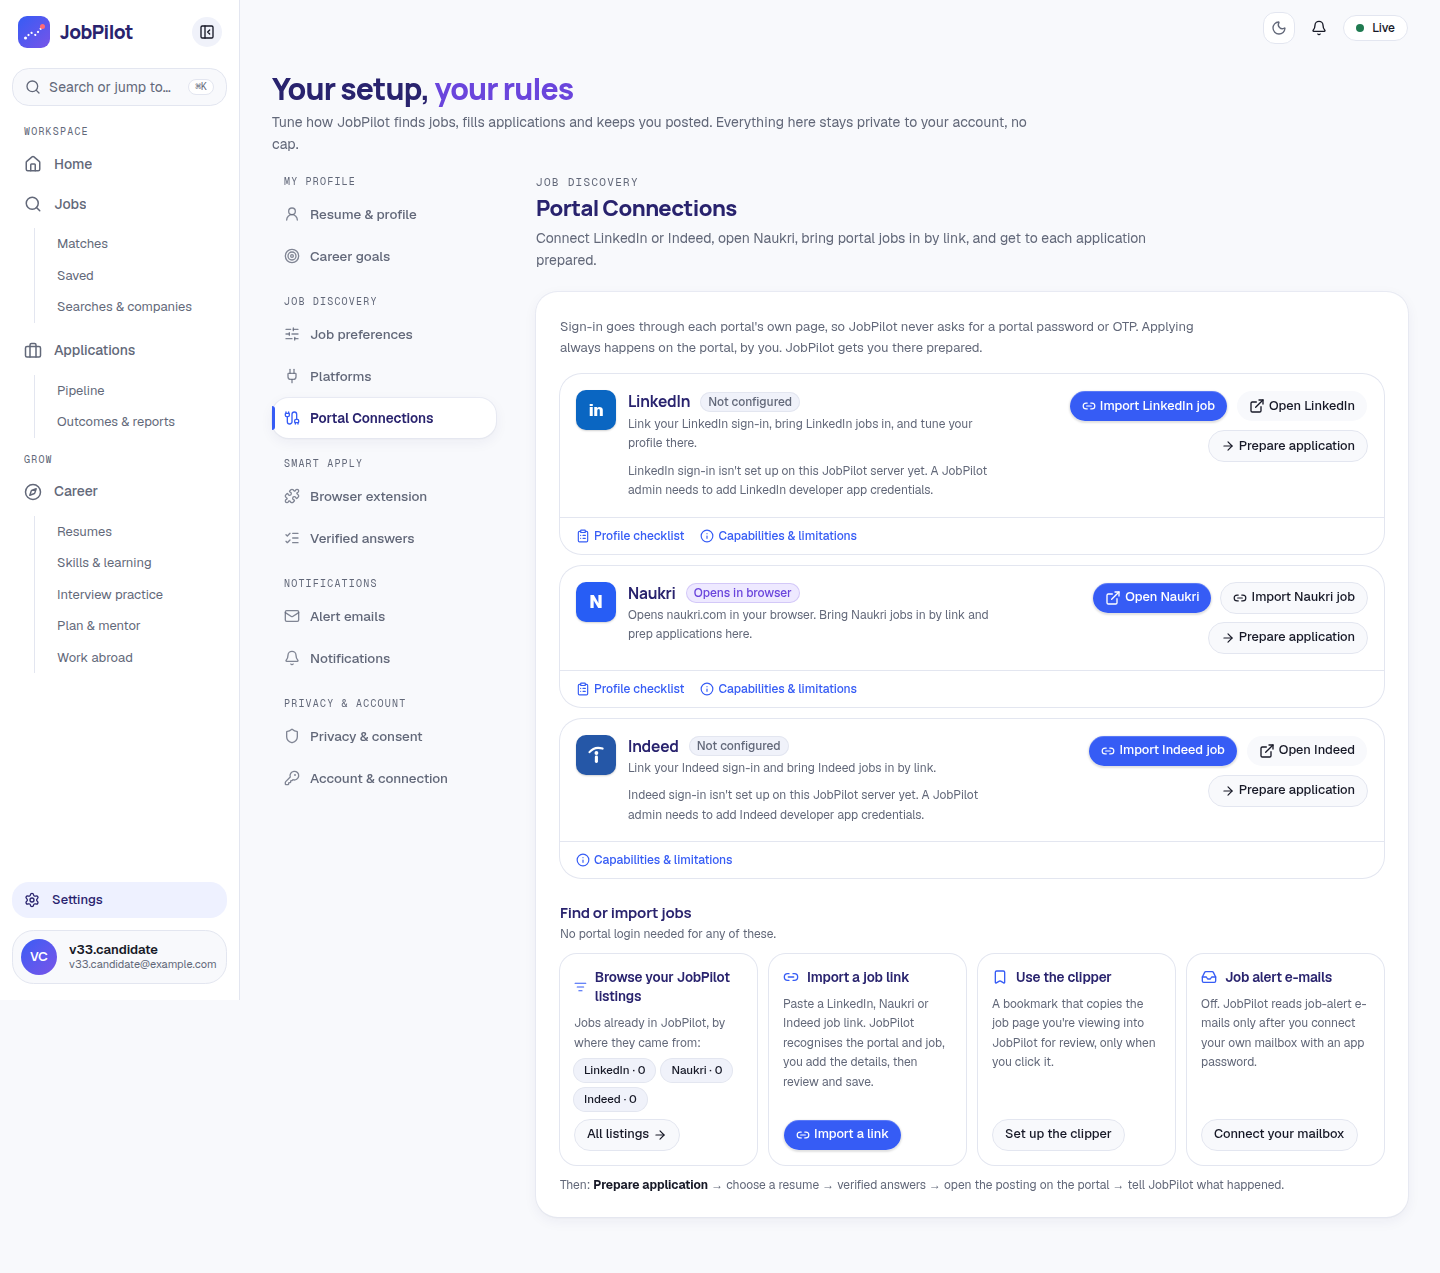 JobPilot
Search or jump to...
⌘K
WORKSPACE
Home
Jobs
Matches
Saved
Searches & companies
Applications
Pipeline
Outcomes & reports
GROW
Career
Resumes
Skills & learning
Interview practice
Plan & mentor
Work abroad
Settings
VC
v33.candidate
v33.candidate@example.com
Live
Your setup, your rules
Tune how JobPilot finds jobs, fills applications and keeps you posted. Everything here stays private to your account, no
cap.
MY PROFILE
Resume & profile
Career goals
JOB DISCOVERY
Job preferences
Platforms
Portal Connections
SMART APPLY
Browser extension
Verified answers
NOTIFICATIONS
Alert emails
Notifications
PRIVACY & ACCOUNT
Privacy & consent
Account & connection
JOB DISCOVERY
Portal Connections
Connect LinkedIn or Indeed, open Naukri, bring portal jobs in by link, and get to each application
prepared.
Sign-in goes through each portal's own page, so JobPilot never asks for a portal password or OTP. Applying
always happens on the portal, by you. JobPilot gets you there prepared.
in
LinkedIn Not configured
Link your LinkedIn sign-in, bring LinkedIn jobs in, and tune your
profile there.
LinkedIn sign-in isn't set up on this JobPilot server yet. A JobPilot
admin needs to add LinkedIn developer app credentials.
Import LinkedIn job Open LinkedIn
→ Prepare application
Profile checklist Capabilities & limitations
N
Naukri Opens in browser
Opens naukri.com in your browser. Bring Naukri jobs in by link and
prep applications here.
Open Naukri Import Naukri job
→ Prepare application
Profile checklist Capabilities & limitations
Indeed Not configured
Link your Indeed sign-in and bring Indeed jobs in by link.
Indeed sign-in isn't set up on this JobPilot server yet. A JobPilot
admin needs to add Indeed developer app credentials.
Import Indeed job Open Indeed
→ Prepare application
Capabilities & limitations
Find or import jobs
No portal login needed for any of these.
Browse your JobPilot
listings
Jobs already in JobPilot, by
where they came from:
LinkedIn · 0 Naukri · 0
Indeed · 0
All listings →
Import a job link
Paste a LinkedIn, Naukri or
Indeed job link. JobPilot
recognises the portal and job,
you add the details, then
review and save.
Import a link
Use the clipper
A bookmark that copies the
job page you're viewing into
JobPilot for review, only when
you click it.
Set up the clipper
Job alert e-mails
Off. JobPilot reads job-alert e-
mails only after you connect
your own mailbox with an app
password.
Connect your mailbox
Then: Prepare application → choose a resume → verified answers → open the posting on the portal → tell JobPilot what happened.